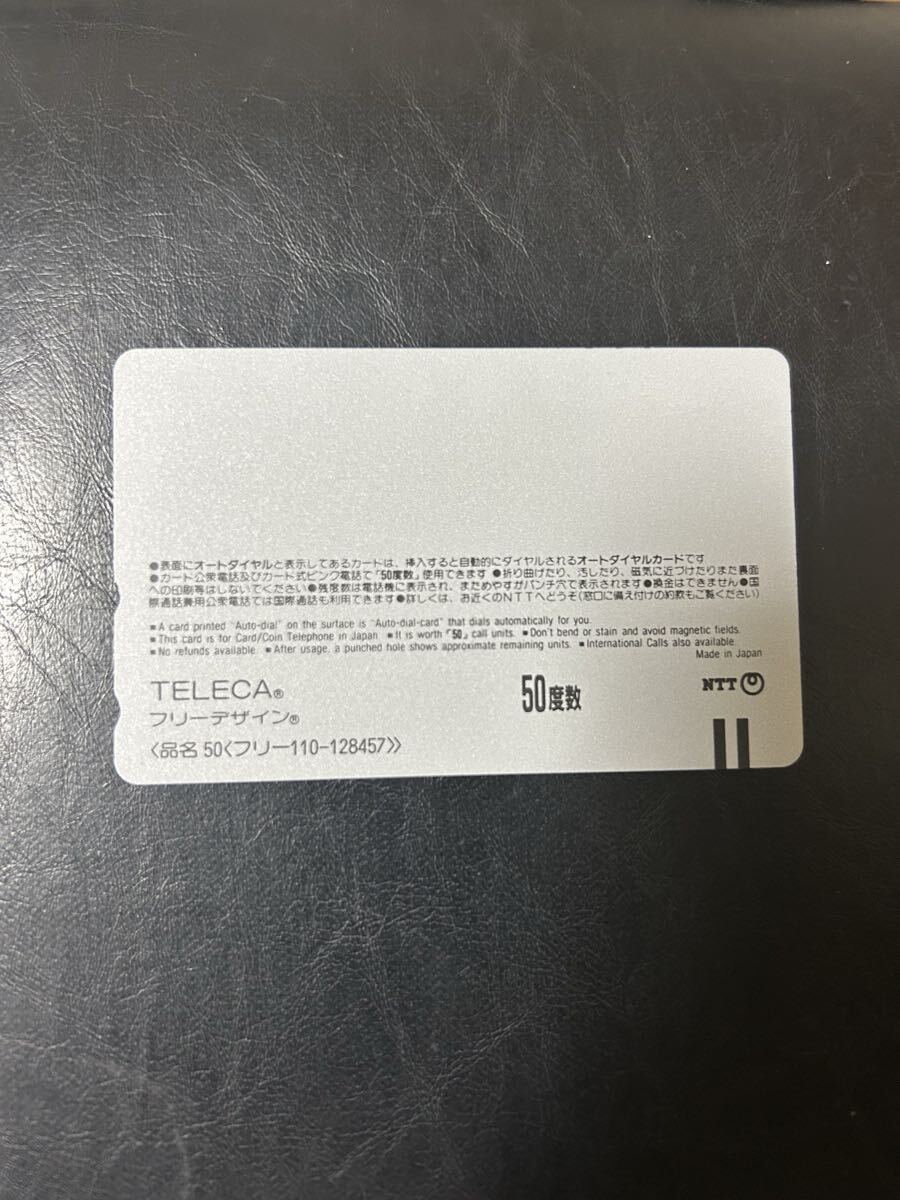 ●表面にオートダイヤルと表示してあるカードは、挿入すると自動的にダイヤルされるオートダイヤルカードです
●カード公衆電話及びカード式ピンク電話で「50度数」使用できます ●折り曲げたり、汚したり、磁気に近づけたりまた裏面
への印刷等はしないでください●残度数は電話機に表示され、まためやすがパンチ穴で表示されます●換金はできません●国
際通話兼用公衆電話では国際通話も利用できます●詳しくは、お近くのNTTへどうぞ(窓口に備え付けの約款もご覧ください)
■A card printed "Auto-dial" on the surface is "Auto-dial-card" that dials automatically for you.
■This card is for Card/Coin Telephone in Japan ■It is worth「50」call units. ■Don't bend or stain and avoid magnetic fields.
■No refunds available. ■After usage, a punched hole shows approximate remaining units. ■International Calls also available.
Made in Japan
TELECA®
フリーデザイン®
50度数
NTT
〈品名 50〈フリー110-128457〉〉